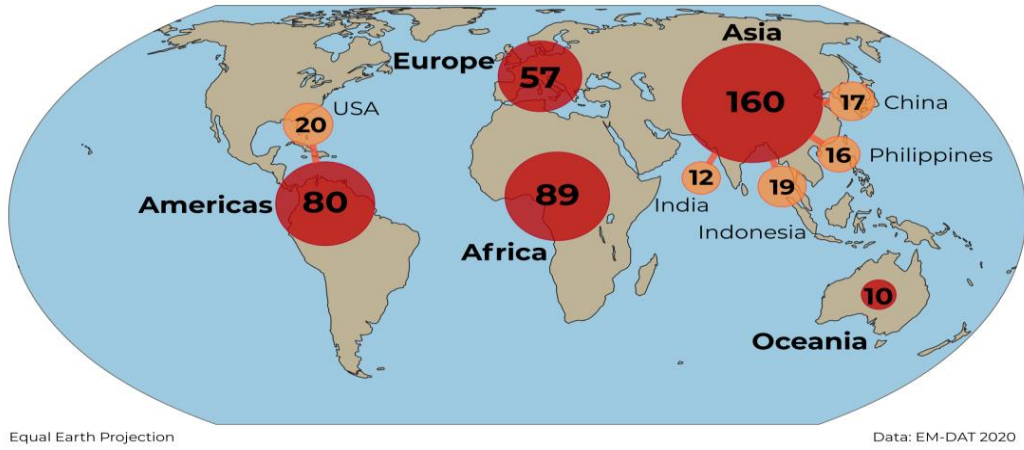 Asia
Europe
57
160
17
China
USA
20
16
Philippines
12
19
India
Americas
80
89
Indonesia
Africa
10
Oceania
Equal Earth Projection
Data: EM-DAT 2020